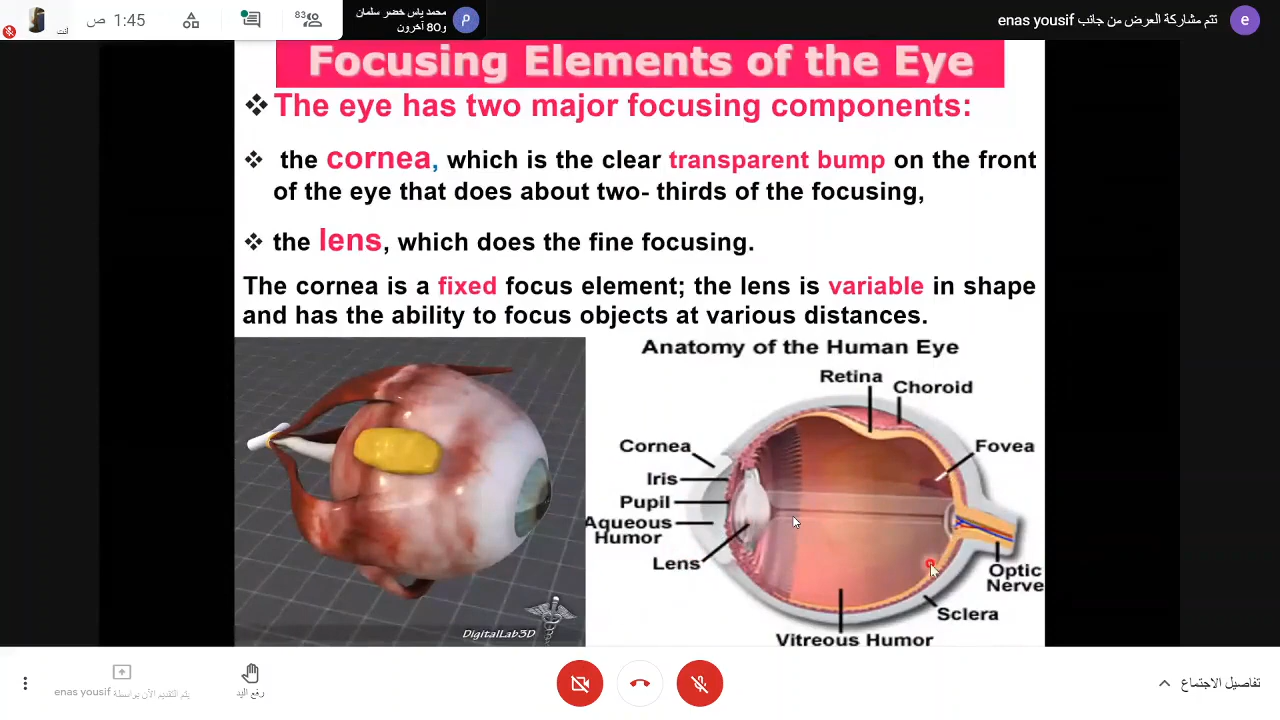 ص 1:45
83
أنت
محمد ياس خضر سلمان
و80 آخرون
تتم مشاركة العرض من جانب enas yousif
e
Focusing Elements of the Eye
❖ The eye has two major focusing components:
❖ the cornea, which is the clear transparent bump on the front
of the eye that does about two- thirds of the focusing,
❖ the lens, which does the fine focusing.
The cornea is a fixed focus element; the lens is variable in shape
and has the ability to focus objects at various distances.
Anatomy of the Human Eye
Retina
Choroid
Cornea
Fovea
Iris
Pupil
Aqueous
Humor
Lens
Optic
Nerve
Sclera
Vitreous Humor
DigitalLab3D
يتم التقديم الآن بواسطة enas yousif
رفع اليد
تفاصيل الاجتماع